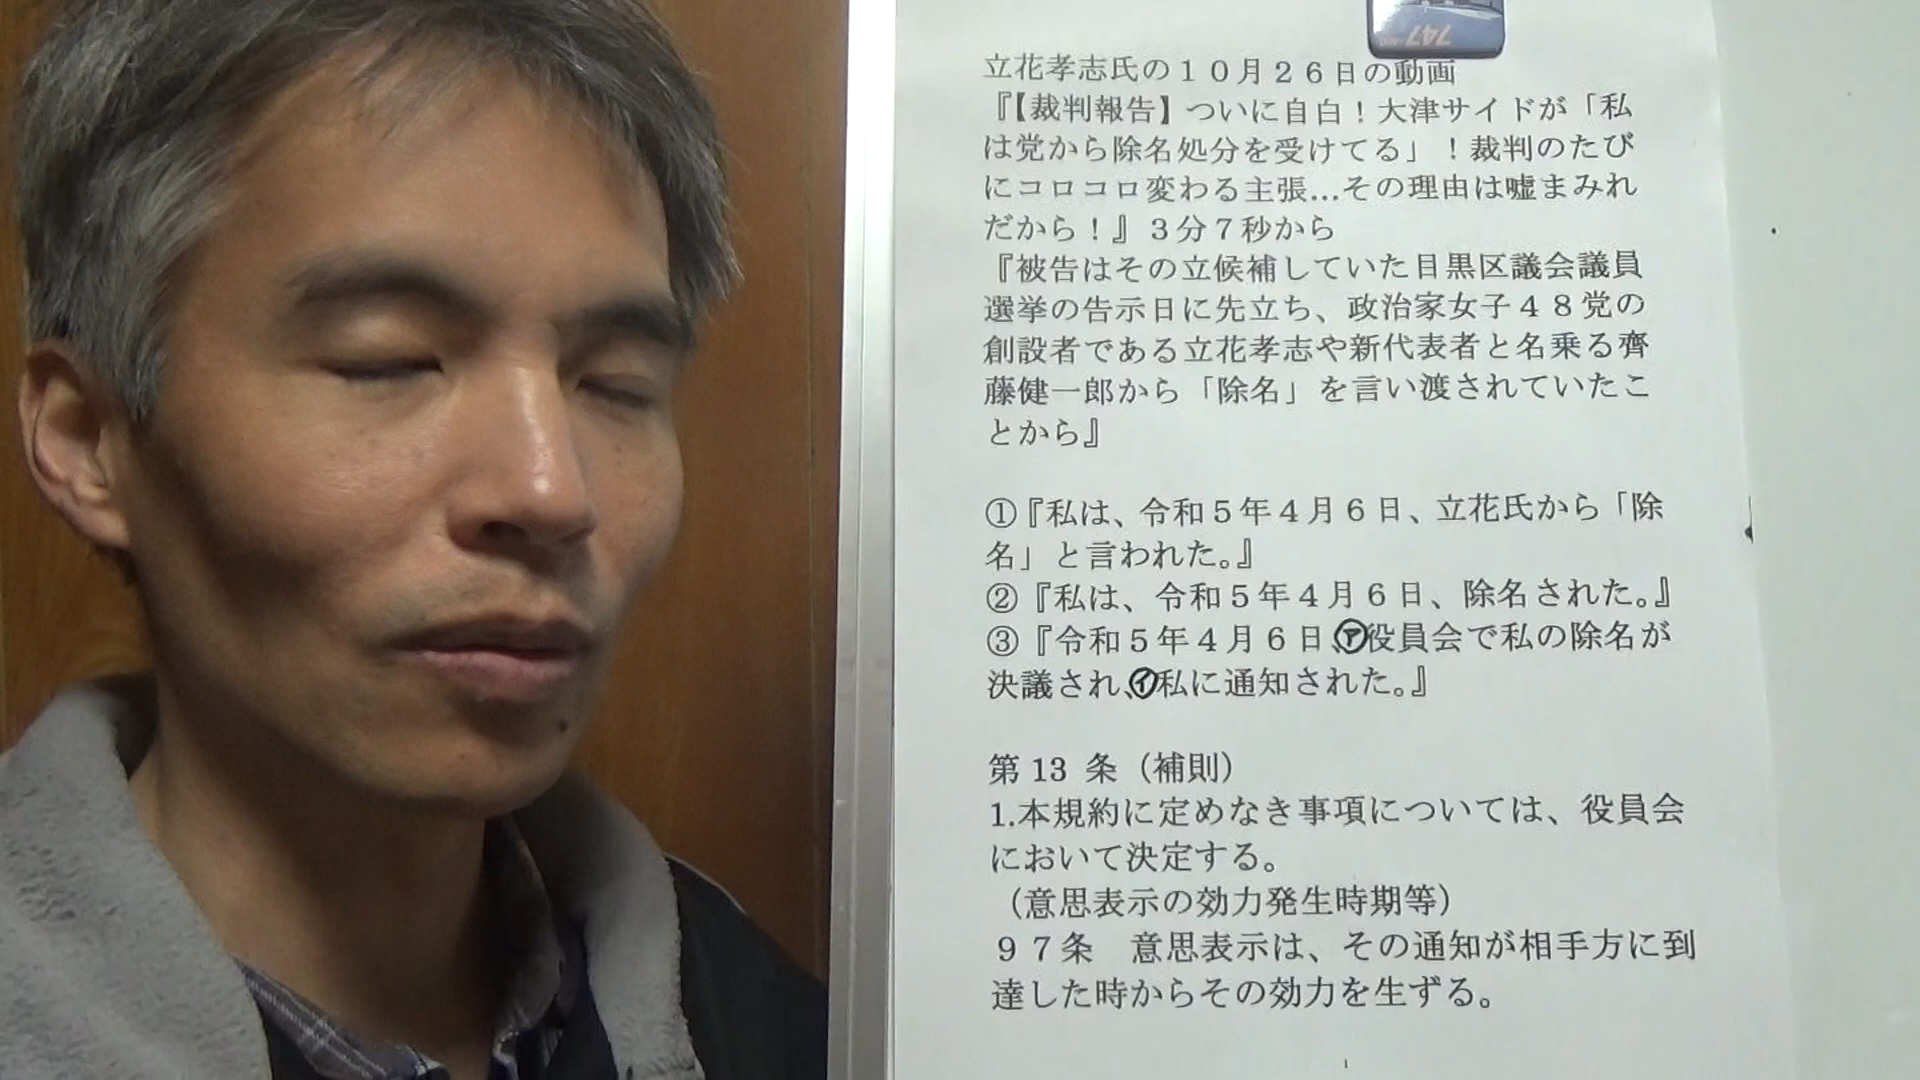 747
立花孝志氏の１０月２６日の動画
『【裁判報告】ついに自白！大津サイドが「私
は党から除名処分を受けてる」！裁判のたび
にコロコロ変わる主張…その理由は嘘まみれ
だから！』３分７秒から
『被告はその立候補していた目黒区議会議員
選挙の告示日に先立ち、政治家女子４８党の
創設者である立花孝志や新代表者と名乗る齊
藤健一郎から「除名」を言い渡されていたこ
とから』
①『私は、令和５年４月６日、立花氏から「除
名」と言われた。』
②『私は、令和５年４月６日、除名された。』
③『令和５年４月６日、㋐役員会で私の除名が
決議され、㋑私に通知された。』
第 13 条（補則）
1.本規約に定めなき事項については、役員会
において決定する。
（意思表示の効力発生時期等）
９７条　意思表示は、その通知が相手方に到
達した時からその効力を生ずる。
1